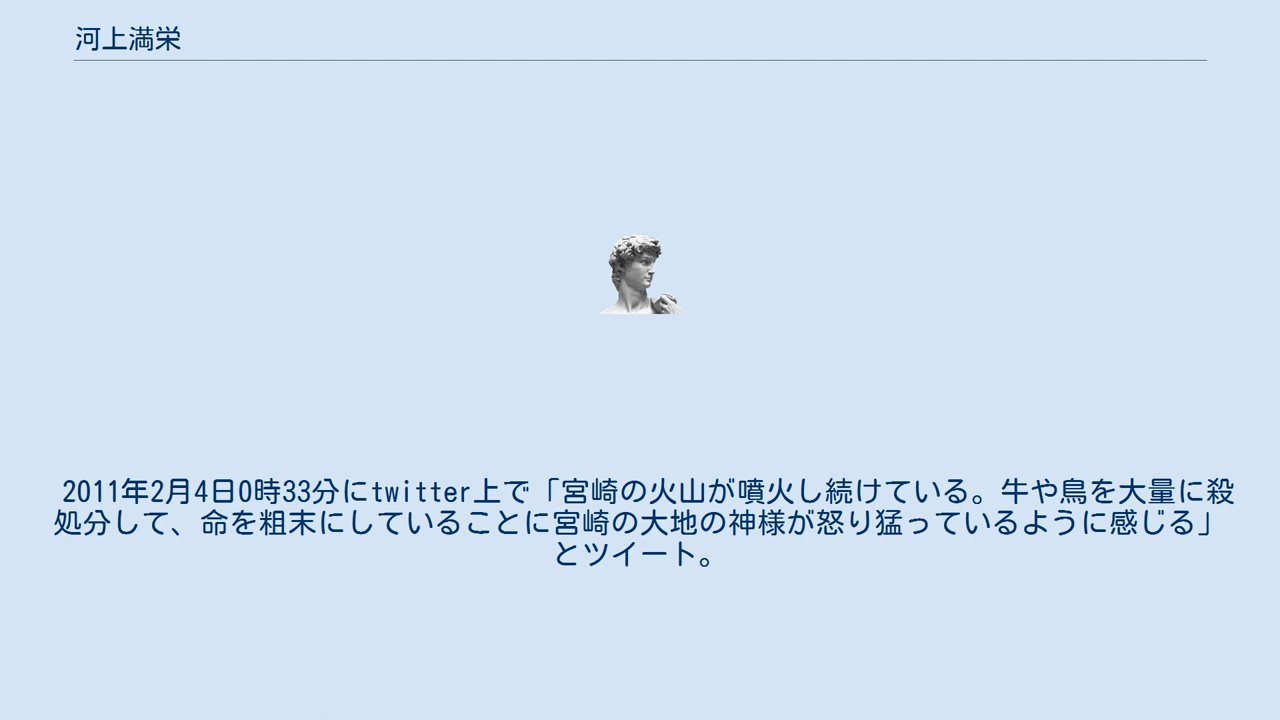 河上満栄
2011年2月4日0時33分にtwitter上で「宮崎の火山が噴火し続けている。牛や鳥を大量に殺
処分して、命を粗末にしていることに宮崎の大地の神様が怒り猛っているように感じる」
とツイート。